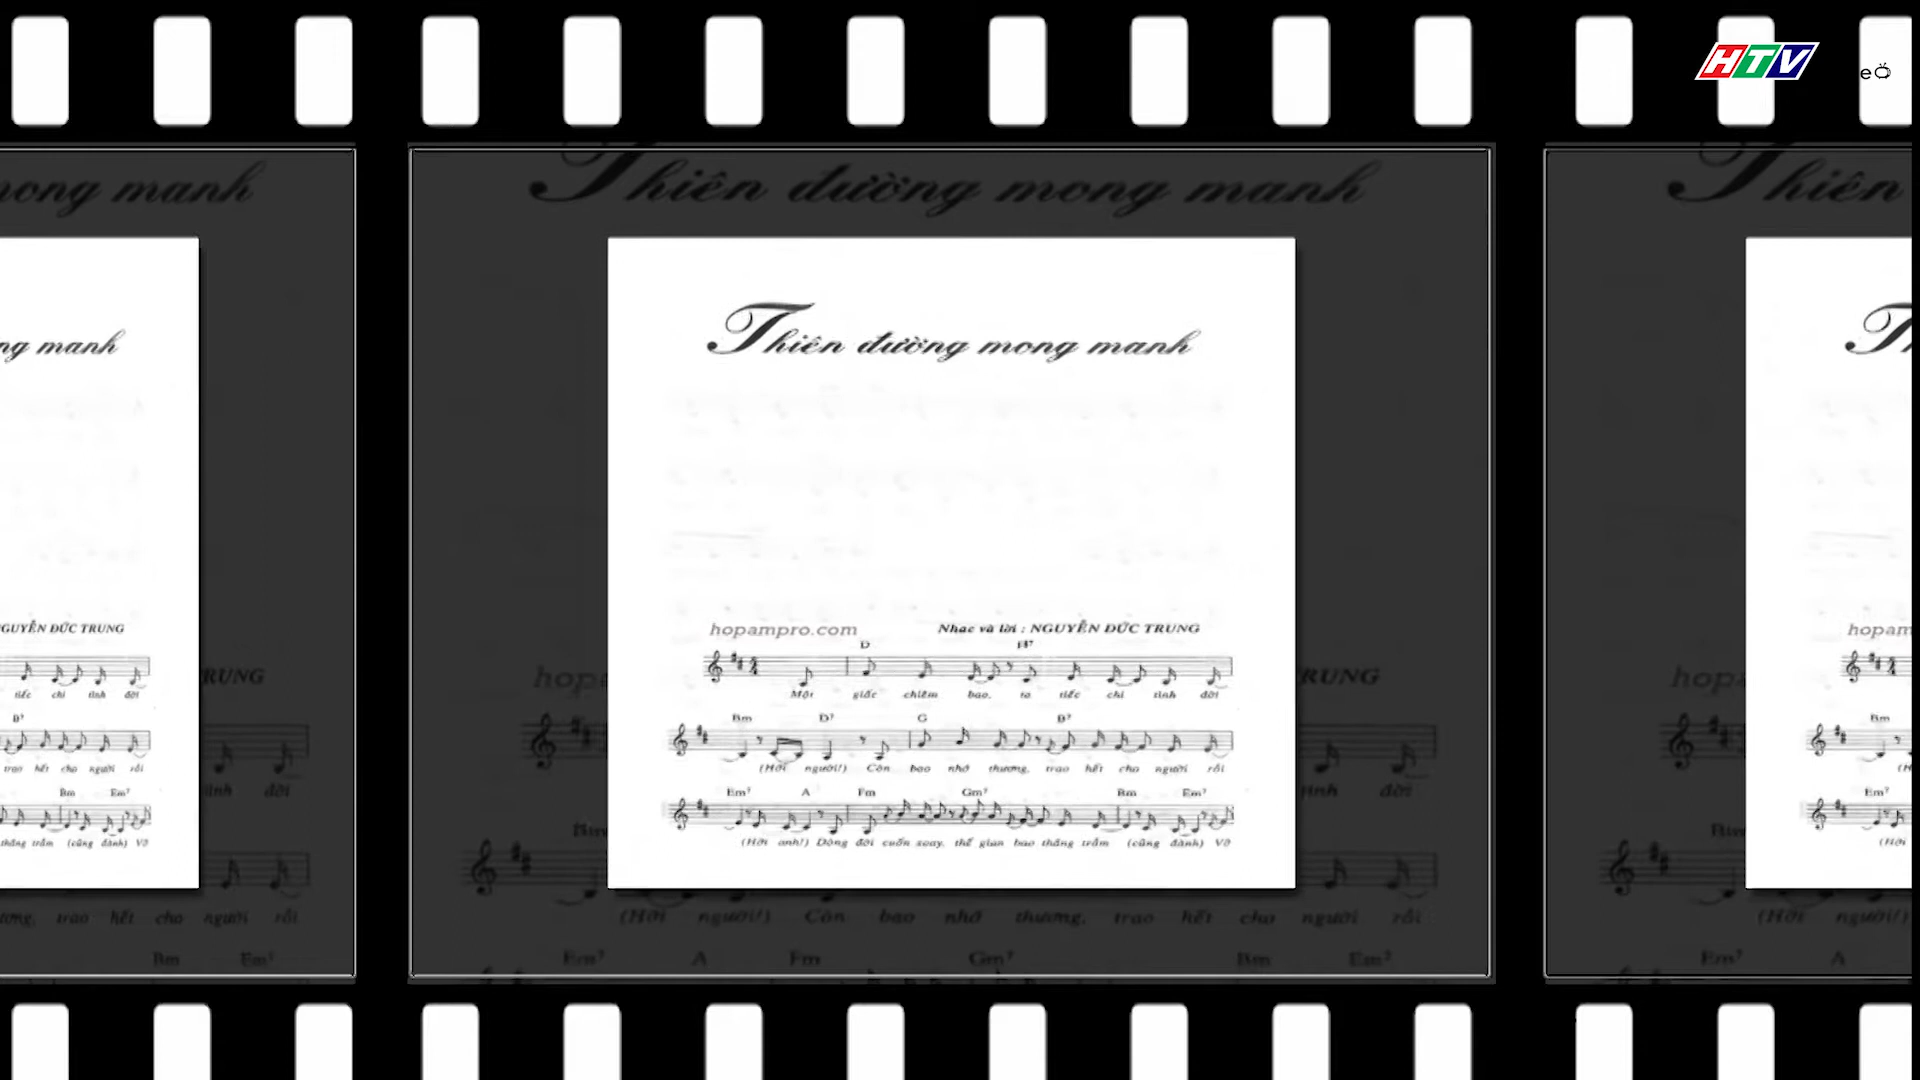 HTV
e
Thiên đường mong manh
hopampro.com
Nhạc và lời : NGUYỄN ĐỨC TRUNG
D F#7
Một giấc chiêm bao, ta tiếc chi tình đời
Bm D7 G B7
(Hỡi người!) Còn bao nhớ thương, trao hết cho người rồi
Em7 A Fm Gm7 Bm Em7
(Hỡi anh!) Dòng đời cuốn xoay, thế gian bao thăng trầm (cũng đành) Vỡ